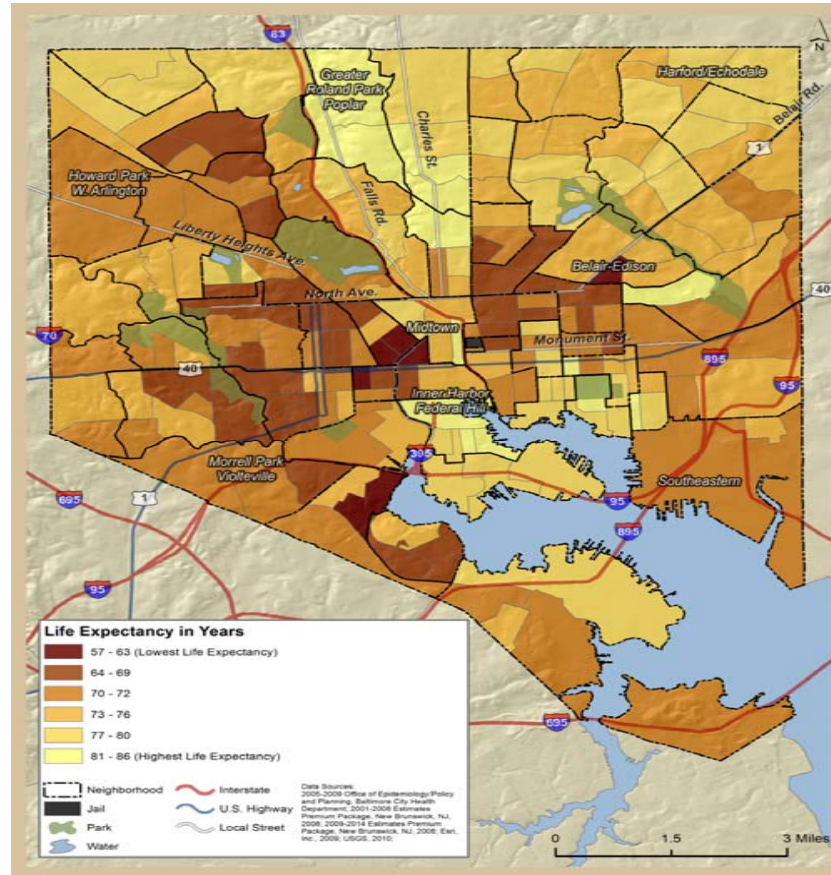 N
83
Greater
Roland Park
Poplar
Charles St.
Harford/Echodale
Belair Rd.
1
Howard Park
W. Arlington
Falls Rd.
Liberty Heights Ave.
Belair-Edison
40
North Ave.
Midtown
Monument St.
70
40
895
95
Inner Harbor
Federal Hill
395
Morrell Park
Violteville
Southeastern
1
695
95
895
95
695
Life Expectancy in Years
57 - 63 (Lowest Life Expectancy)
64 - 69
70 - 72
73 - 76
77 - 80
81 - 86 (Highest Life Expectancy)
Neighborhood
Interstate
Jail
U.S. Highway
Park
Local Street
Water
Data Sources:
2005-2009 Office of Epidemiology/Policy
and Planning, Baltimore City Health
Department; 2001-2008 Estimates
Premium Package, New Brunswick, NJ,
2008; 2009-2014 Estimates Premium
Package, New Brunswick, NJ, 2008; Esri,
Inc., 2009; USGS, 2010;
0 1.5 3 Miles